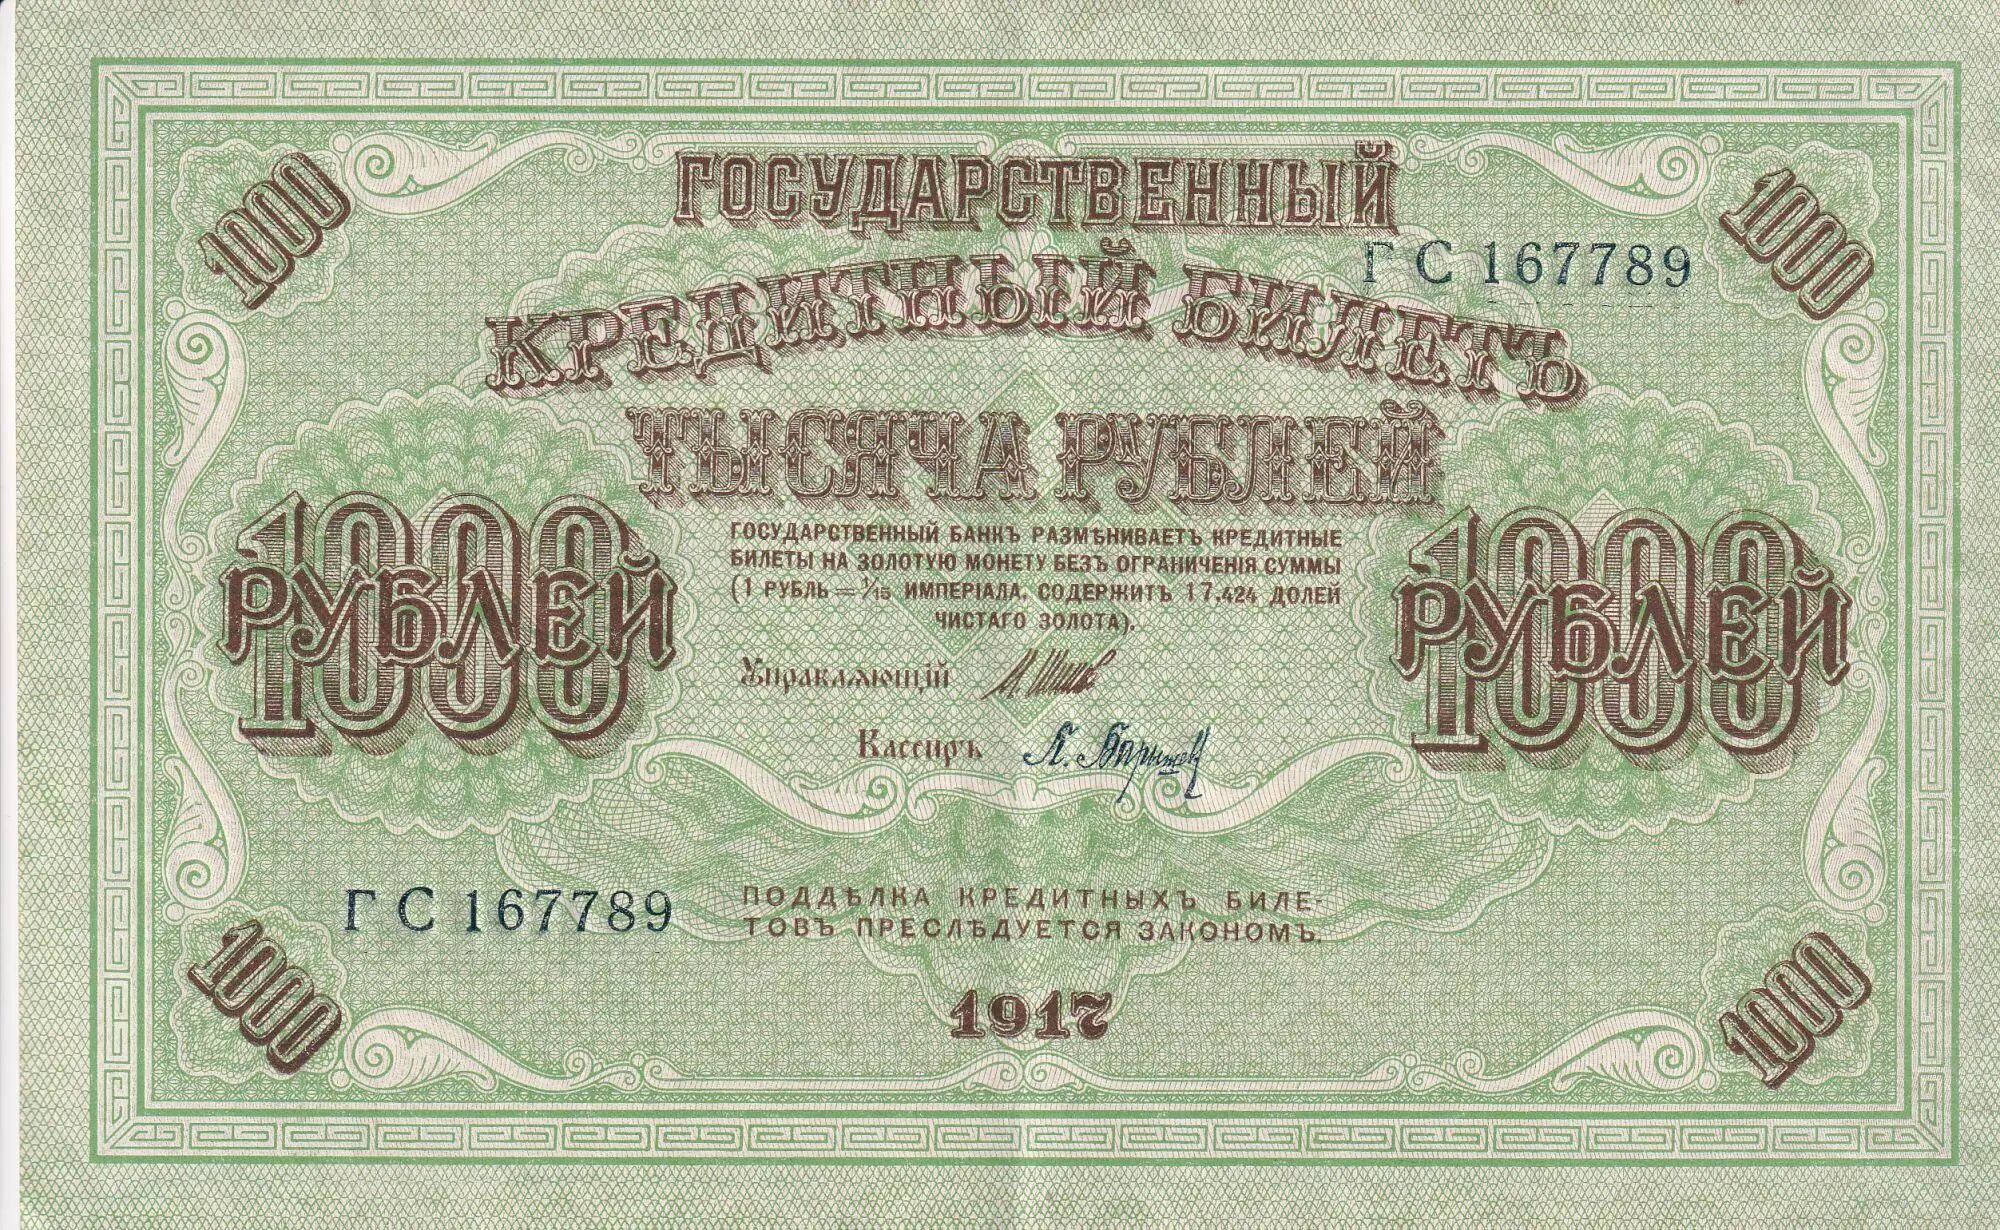 1000
ГОСУДАРСТВЕННЫЙ
1000
КРЕДИТНЫЙ БИЛЕТЪ
ГС 167789
ТЫСЯЧА РУБЛЕЙ
1000
РУБЛЕЙ
ГОСУДАРСТВЕННЫЙ БАНКЪ РАЗМѢНИВАЕТЪ КРЕДИТНЫЕ
БИЛЕТЫ НА ЗОЛОТУЮ МОНЕТУ БЕЗЪ ОГРАНИЧЕНІЯ СУММЫ
(1 РУБЛЬ = 1/15 ИМПЕРІАЛА, СОДЕРЖИТЪ 17,424 ДОЛЕЙ
ЧИСТАГО ЗОЛОТА).
1000
РУБЛЕЙ
Управляющій И. Шипов
Кассиръ А. Барышев
ГС 167789
ПОДДѢЛКА КРЕДИТНЫХЪ БИЛЕ-
ТОВЪ ПРЕСЛѢДУЕТСЯ ЗАКОНОМЪ.
1000
1917
1000